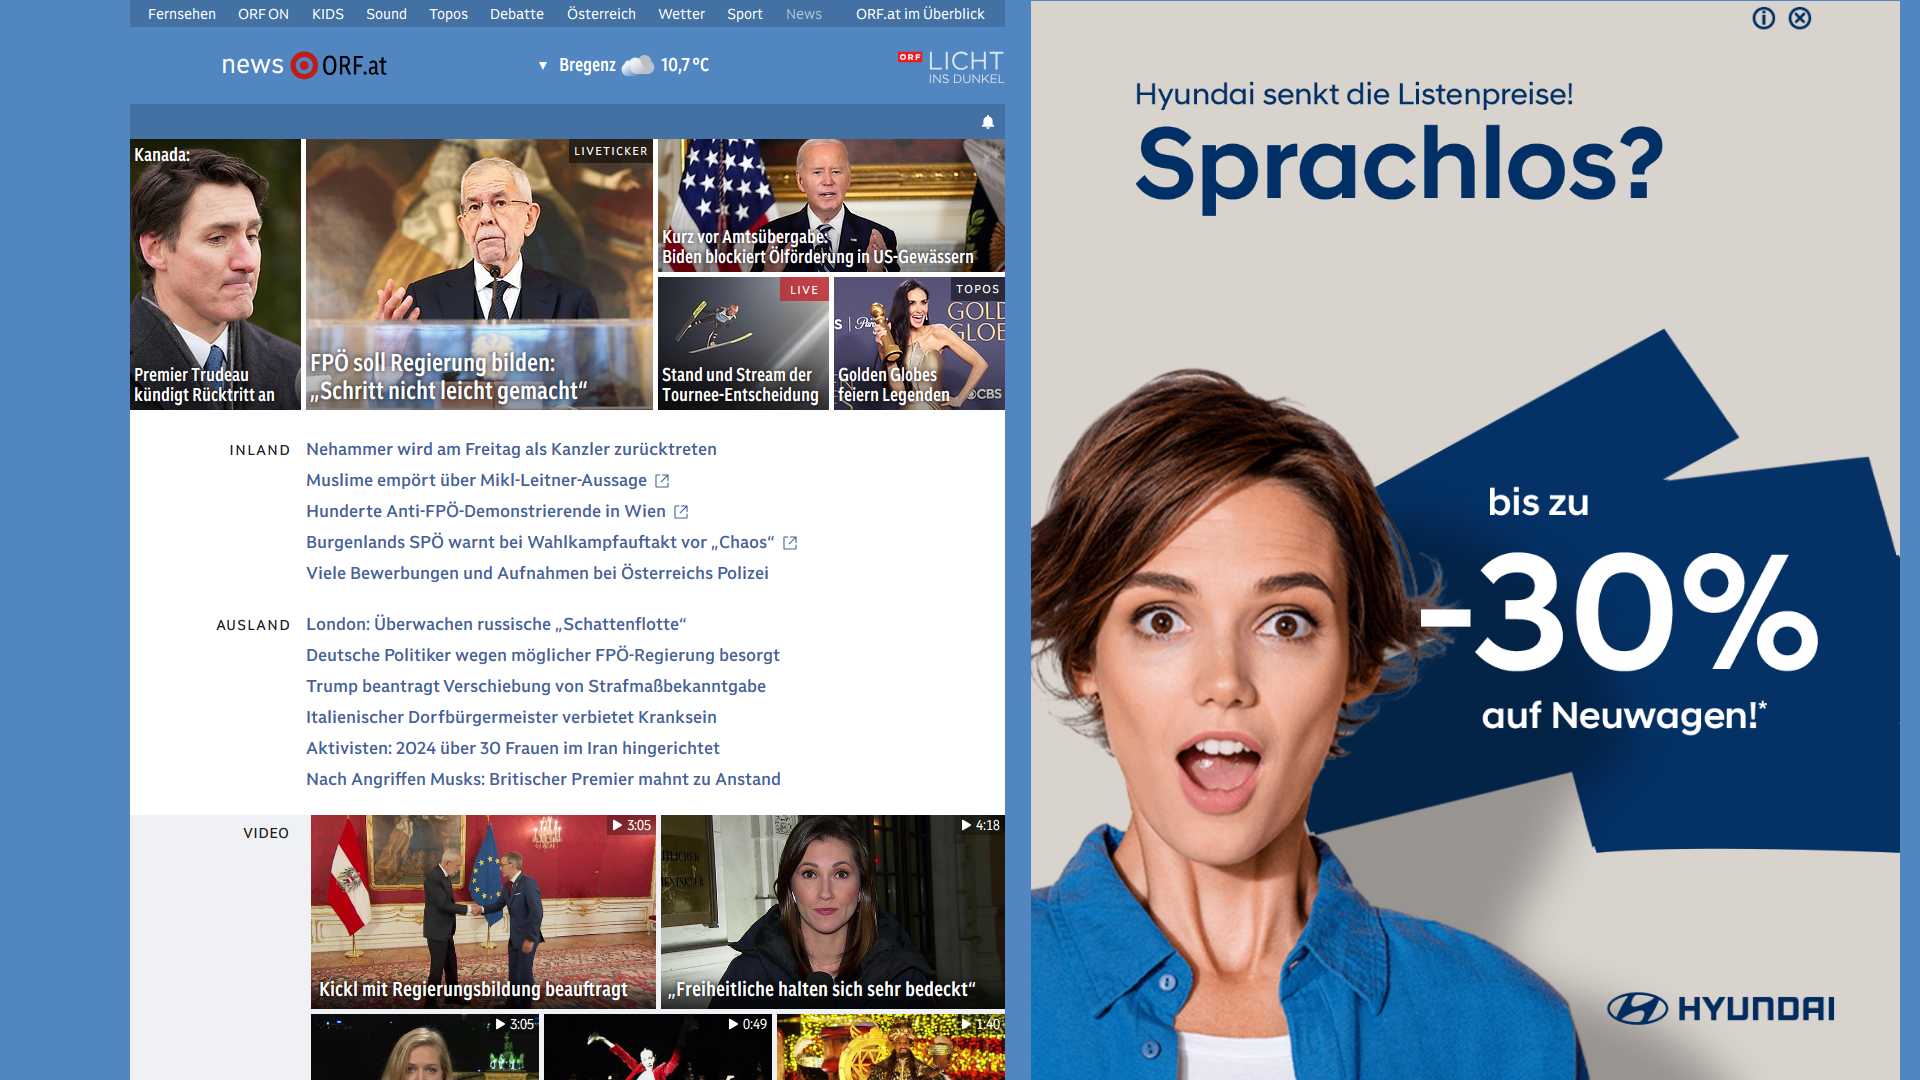 Fernsehen ORF ON KIDS Sound Topos Debatte Österreich Wetter Sport News ORF.at im Überblick
news ORF.at
Bregenz 10,7 °C
ORF LICHT
INS DUNKEL
Kanada:
Premier Trudeau
kündigt Rücktritt an
LIVETICKER
FPÖ soll Regierung bilden:
„Schritt nicht leicht gemacht“
Kurz vor Amtsübergabe:
Biden blockiert Ölförderung in US-Gewässern
LIVE
Stand und Stream der
Tournee-Entscheidung
TOPOS
GOLD
GLOBE
CBS
Golden Globes
feiern Legenden
INLAND
Nehammer wird am Freitag als Kanzler zurücktreten
Muslime empört über Mikl-Leitner-Aussage
Hunderte Anti-FPÖ-Demonstrierende in Wien
Burgenlands SPÖ warnt bei Wahlkampfauftakt vor „Chaos“
Viele Bewerbungen und Aufnahmen bei Österreichs Polizei
AUSLAND
London: Überwachen russische „Schattenflotte“
Deutsche Politiker wegen möglicher FPÖ-Regierung besorgt
Trump beantragt Verschiebung von Strafmaßbekanntgabe
Italienischer Dorfbürgermeister verbietet Kranksein
Aktivisten: 2024 über 30 Frauen im Iran hingerichtet
Nach Angriffen Musks: Britischer Premier mahnt zu Anstand
VIDEO
3:05
Kickl mit Regierungsbildung beauftragt
4:18
„Freiheitliche halten sich sehr bedeckt“
3:05
0:49
1:40
Hyundai senkt die Listenpreise!
Sprachlos?
bis zu
-30%
auf Neuwagen!*
HYUNDAI